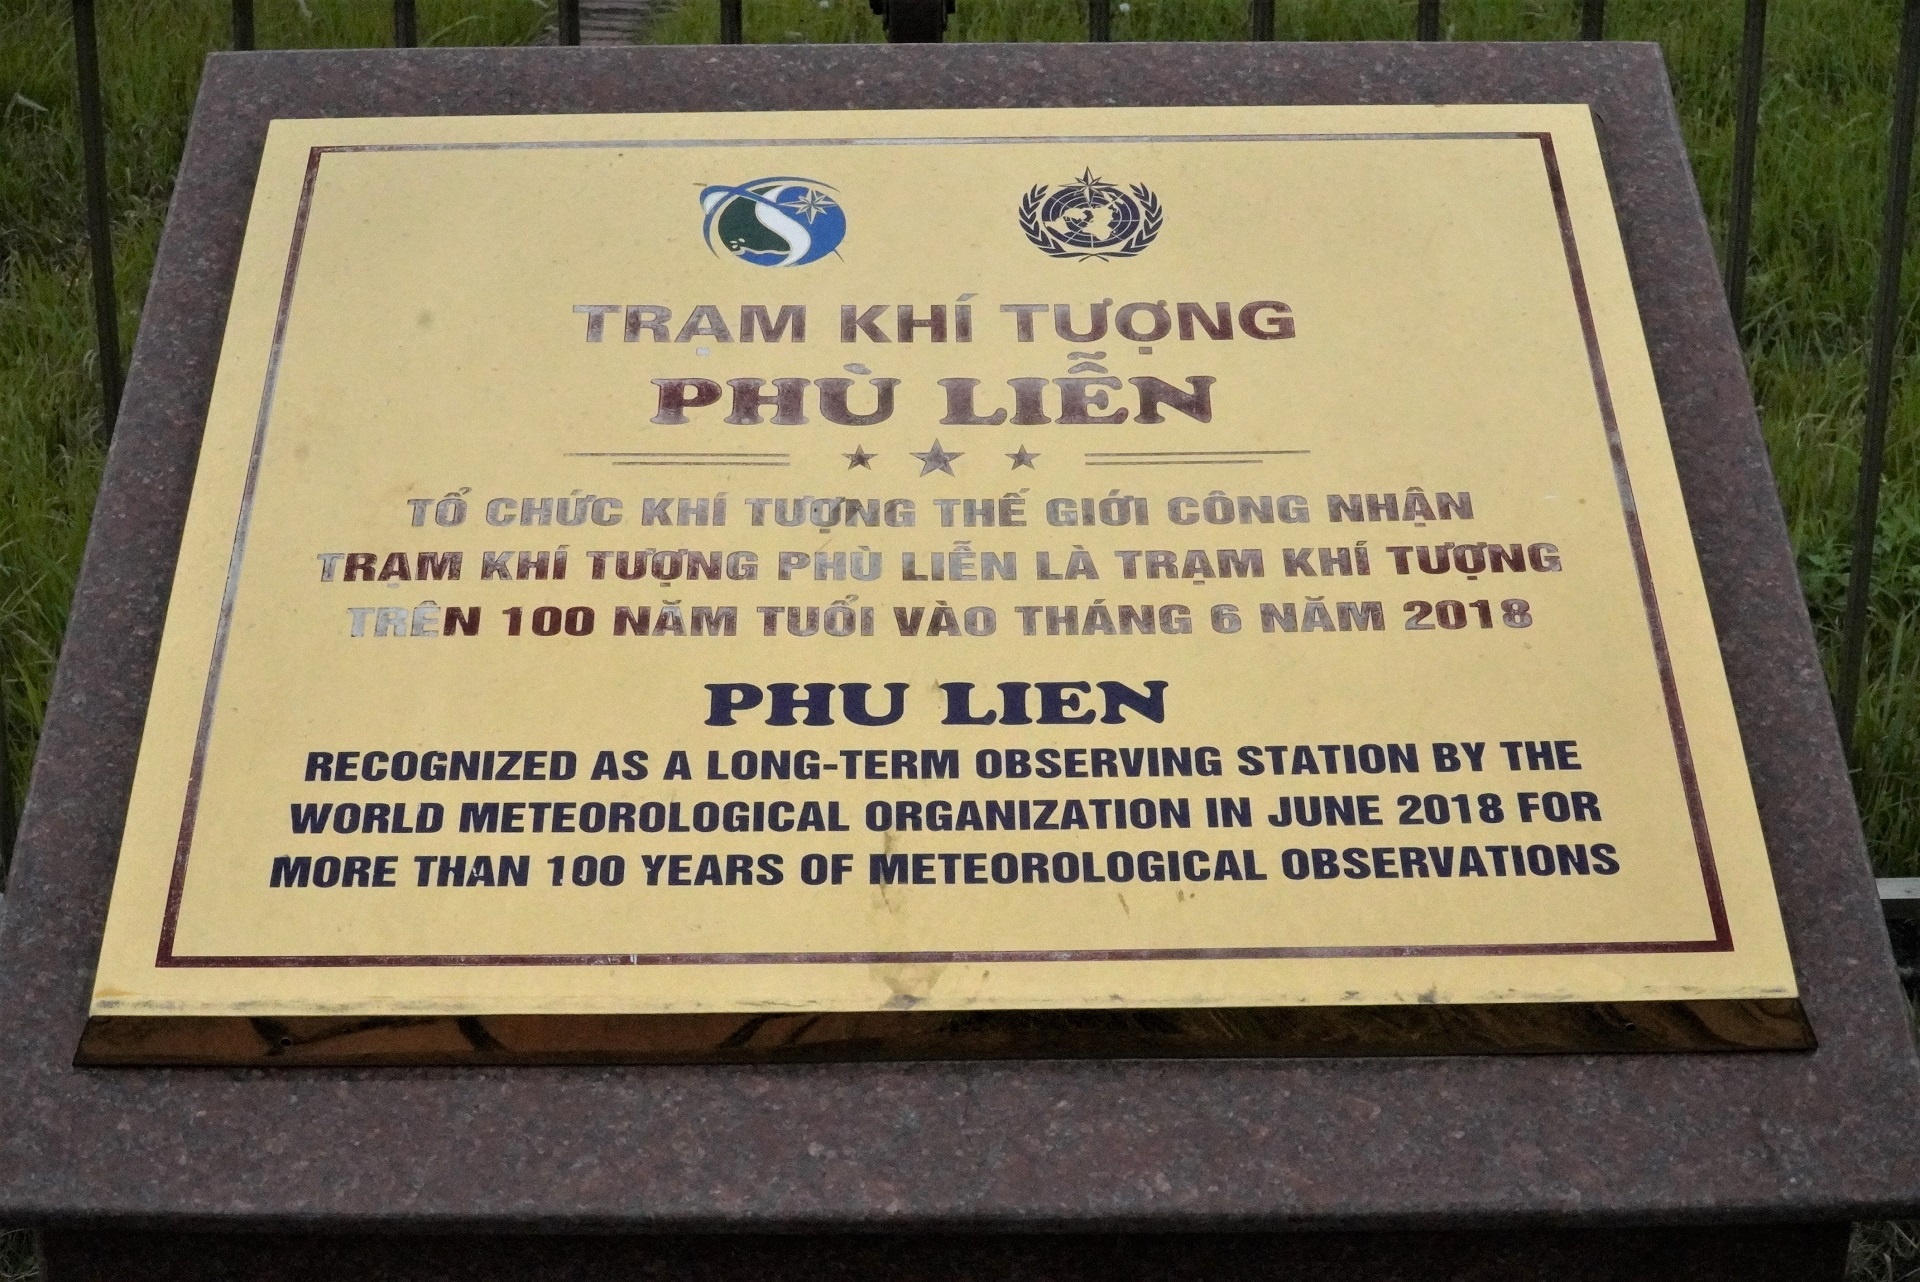 TRẠM KHÍ TƯỢNG
PHÙ LIỄN
TỔ CHỨC KHÍ TƯỢNG THẾ GIỚI CÔNG NHẬN
TRẠM KHÍ TƯỢNG PHÙ LIỄN LÀ TRẠM KHÍ TƯỢNG
TRÊN 100 NĂM TUỔI VÀO THÁNG 6 NĂM 2018
PHU LIEN
RECOGNIZED AS A LONG-TERM OBSERVING STATION BY THE
WORLD METEOROLOGICAL ORGANIZATION IN JUNE 2018 FOR
MORE THAN 100 YEARS OF METEOROLOGICAL OBSERVATIONS